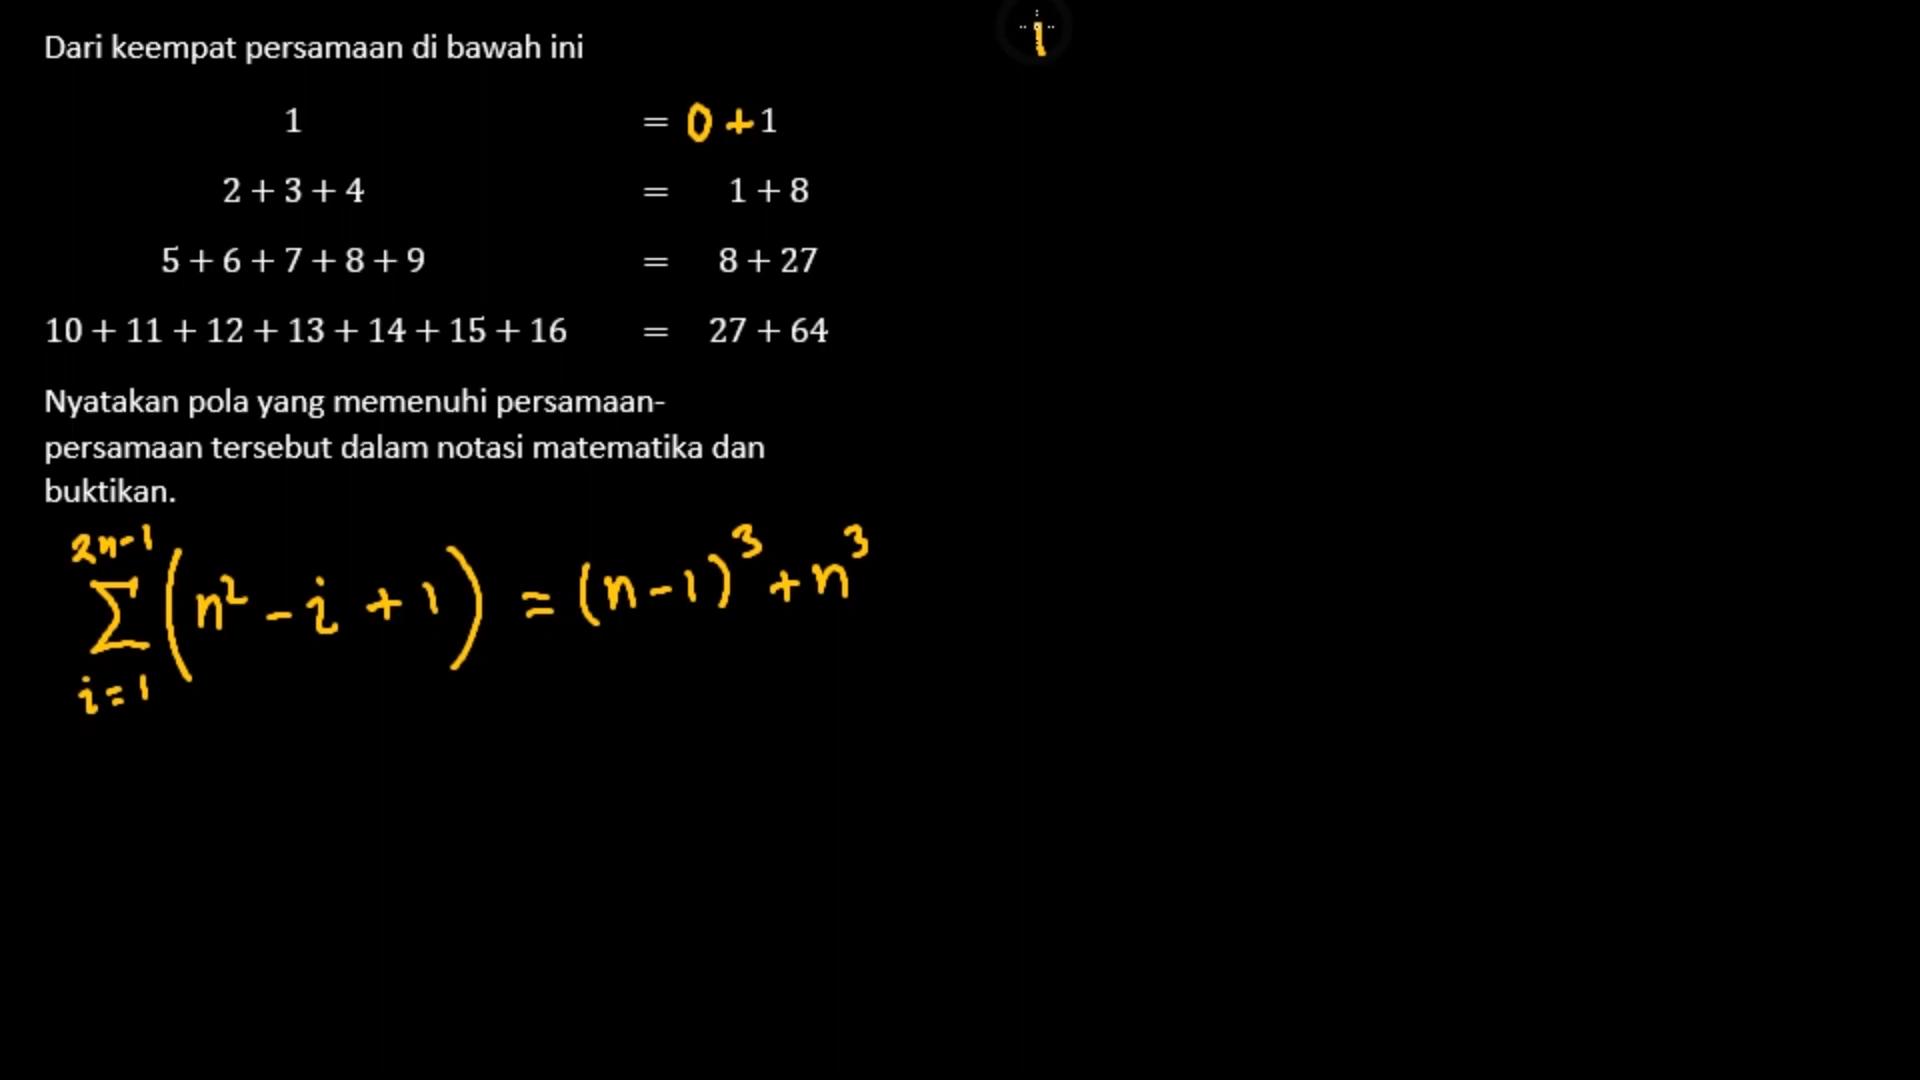 Dari keempat persamaan di bawah ini
1 = 0 + 1
2 + 3 + 4 = 1 + 8
5 + 6 + 7 + 8 + 9 = 8 + 27
10 + 11 + 12 + 13 + 14 + 15 + 16 = 27 + 64
Nyatakan pola yang memenuhi persamaan-
persamaan tersebut dalam notasi matematika dan
buktikan.
2n-1
∑ (n² - i + 1) = (n-1)³ + n³
i=1